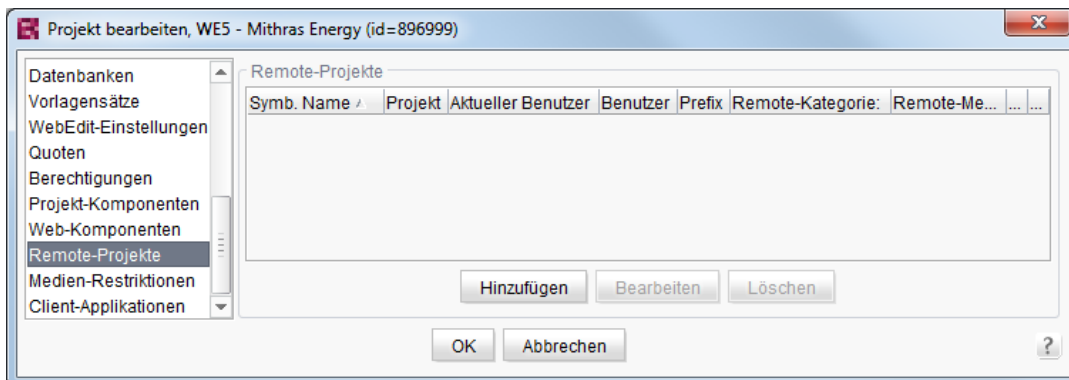 Projekt bearbeiten, WE5 - Mithras Energy (id=896999)
Datenbanken
Vorlagensätze
WebEdit-Einstellungen
Quoten
Berechtigungen
Projekt-Komponenten
Web-Komponenten
Remote-Projekte
Medien-Restriktionen
Client-Applikationen
Remote-Projekte
Symb. Name Projekt Aktueller Benutzer Benutzer Prefix Remote-Kategorie: Remote-Me... ... ...
Hinzufügen Bearbeiten Löschen
OK Abbrechen ?